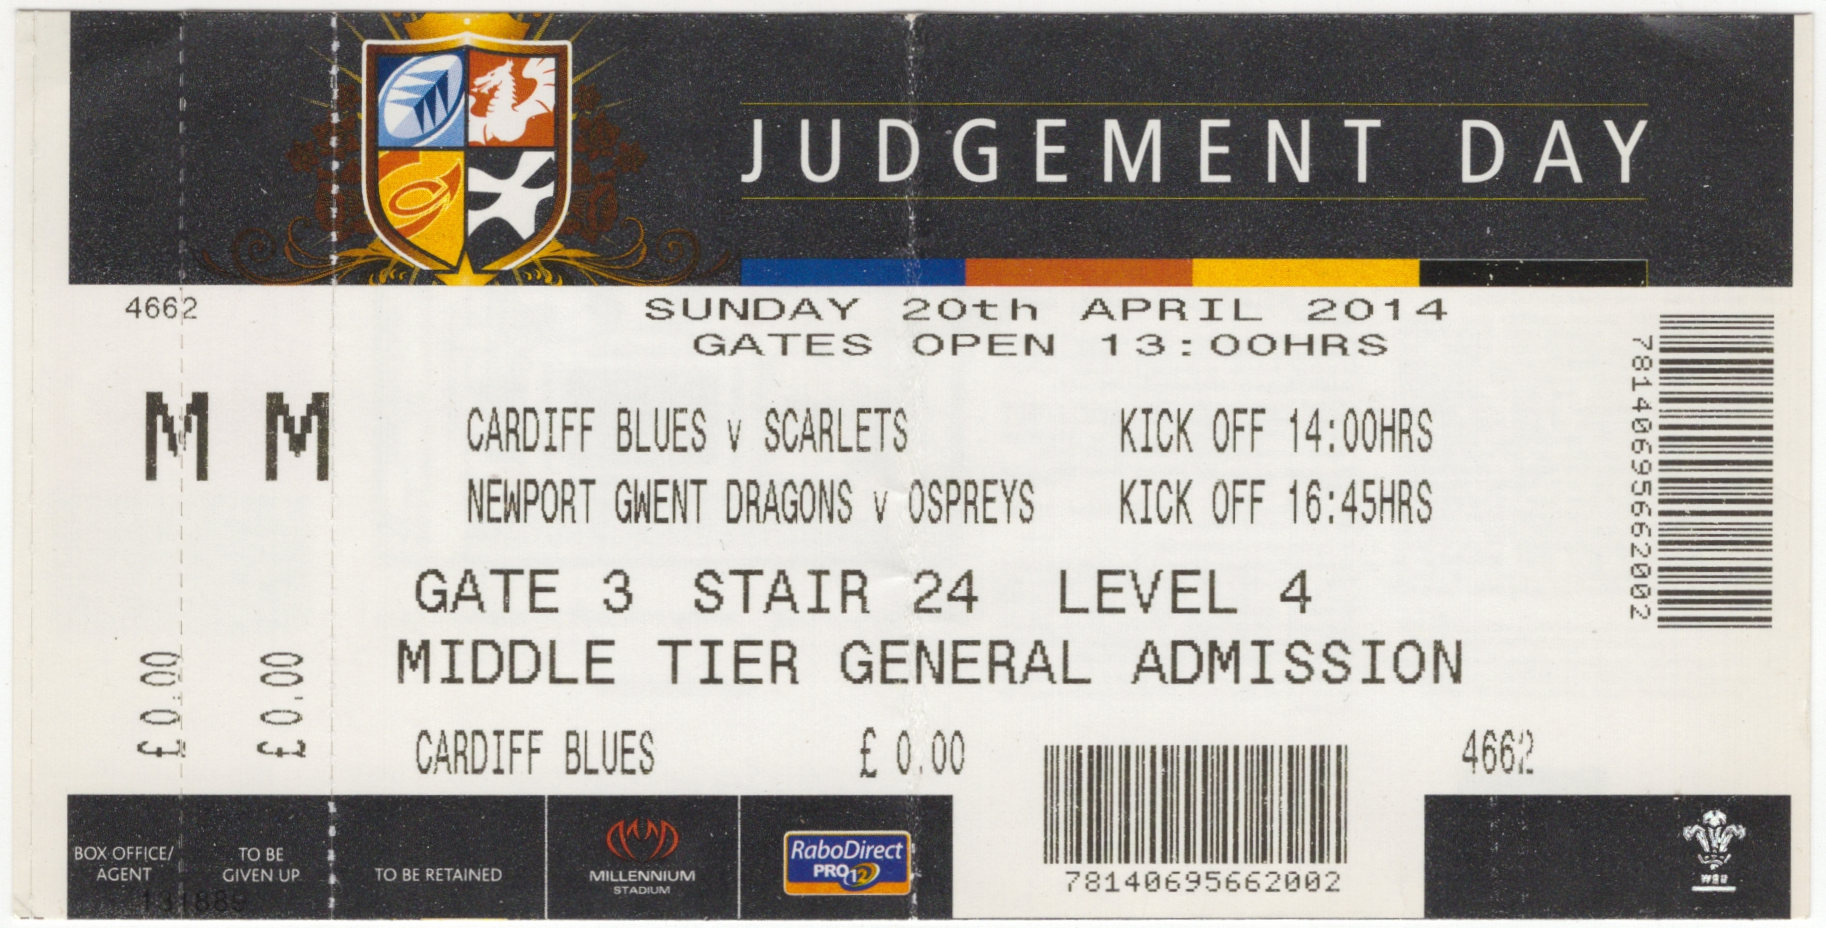 JUDGEMENT DAY
4662
SUNDAY 20th APRIL 2014
GATES OPEN 13:00HRS
M M
CARDIFF BLUES v SCARLETS KICK OFF 14:00HRS
NEWPORT GWENT DRAGONS v OSPREYS KICK OFF 16:45HRS
GATE 3 STAIR 24 LEVEL 4
MIDDLE TIER GENERAL ADMISSION
£0.00 £0.00
CARDIFF BLUES £ 0.00 4662
78140695662002
78140695662002
BOX OFFICE/
AGENT
TO BE
GIVEN UP
TO BE RETAINED
MILLENNIUM
STADIUM
RaboDirect
PRO12
WRU
131889